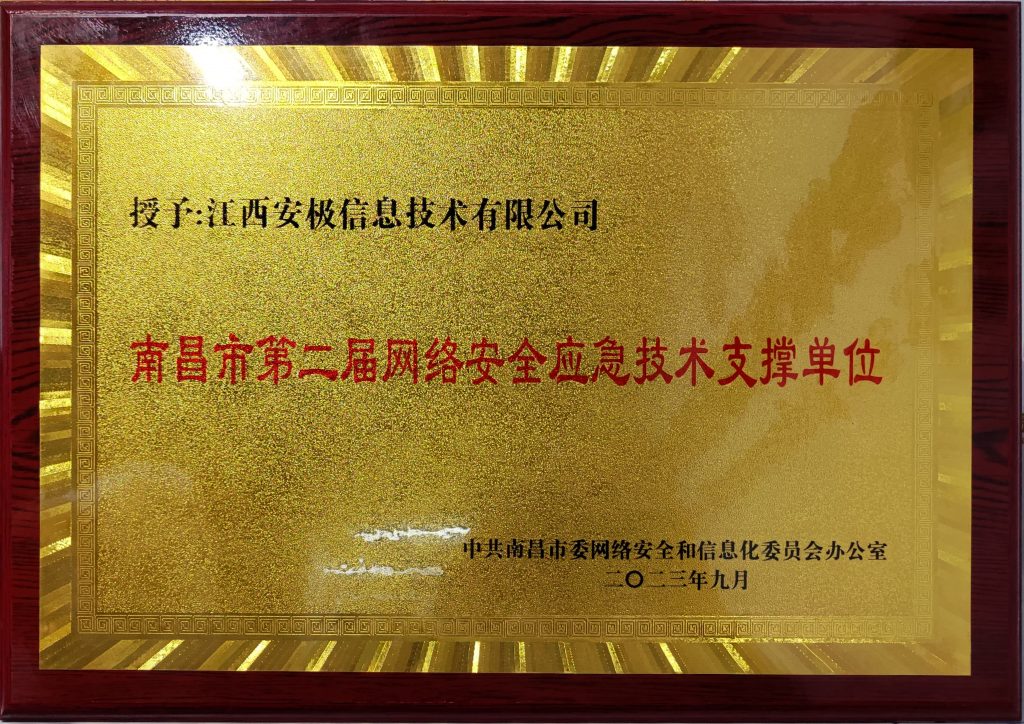 授予:江西安极信息技术有限公司
南昌市第二届网络安全应急技术支撑单位
中共南昌市委网络安全和信息化委员会办公室
二〇二三年九月